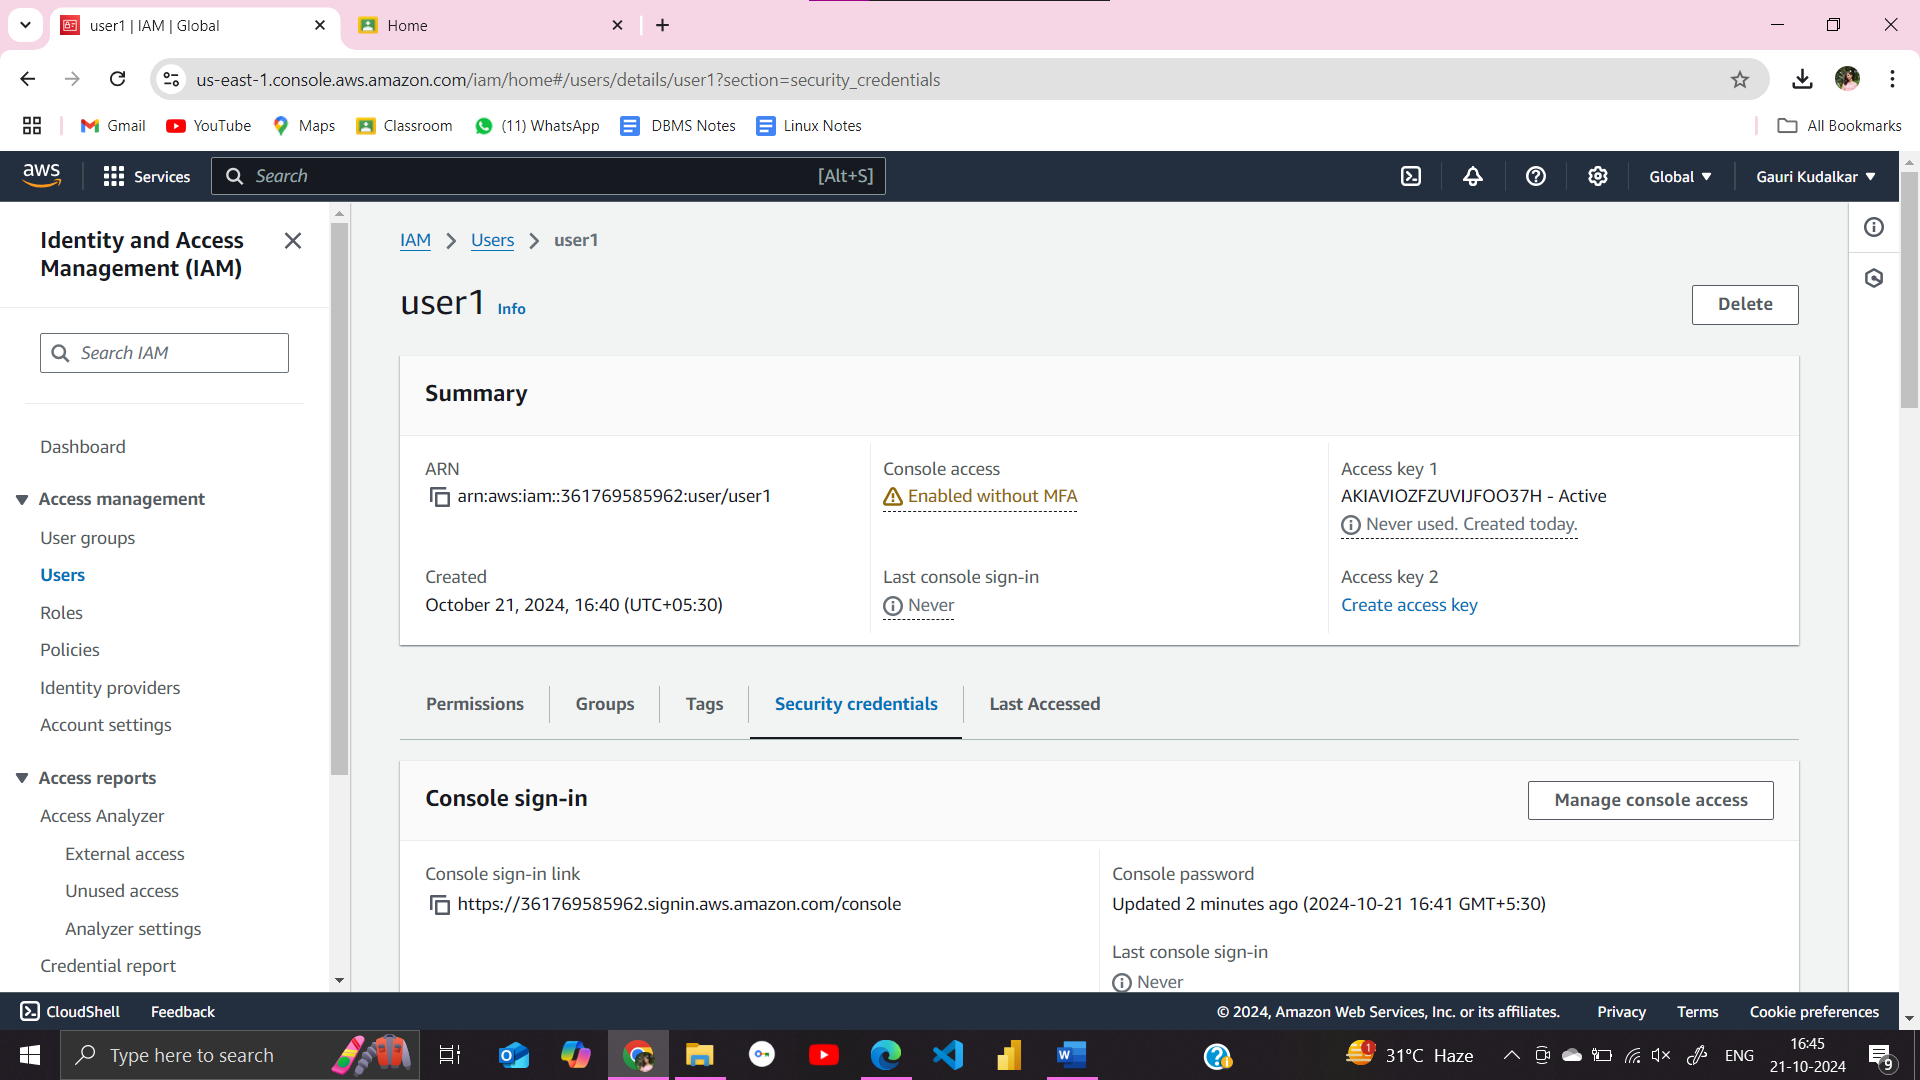 user1 | IAM | Global
Home
us-east-1.console.aws.amazon.com/iam/home#/users/details/user1?section=security_credentials
Gmail
YouTube
Maps
Classroom
(11) WhatsApp
DBMS Notes
Linux Notes
All Bookmarks
aws
Services
Search
[Alt+S]
Global
Gauri Kudalkar
Identity and Access
Management (IAM)
Search IAM
Dashboard
Access management
User groups
Users
Roles
Policies
Identity providers
Account settings
Access reports
Access Analyzer
External access
Unused access
Analyzer settings
Credential report
IAM
Users
user1
user1 Info
Delete
Summary
ARN
arn:aws:iam::361769585962:user/user1
Console access
Enabled without MFA
Access key 1
AKIAVIOZFZUVIJFOO37H - Active
Never used. Created today.
Created
October 21, 2024, 16:40 (UTC+05:30)
Last console sign-in
Never
Access key 2
Create access key
Permissions
Groups
Tags
Security credentials
Last Accessed
Console sign-in
Manage console access
Console sign-in link
https://361769585962.signin.aws.amazon.com/console
Console password
Updated 2 minutes ago (2024-10-21 16:41 GMT+5:30)
Last console sign-in
Never
CloudShell
Feedback
© 2024, Amazon Web Services, Inc. or its affiliates.
Privacy
Terms
Cookie preferences
Type here to search
1
31°C Haze
ENG
16:45
21-10-2024
9